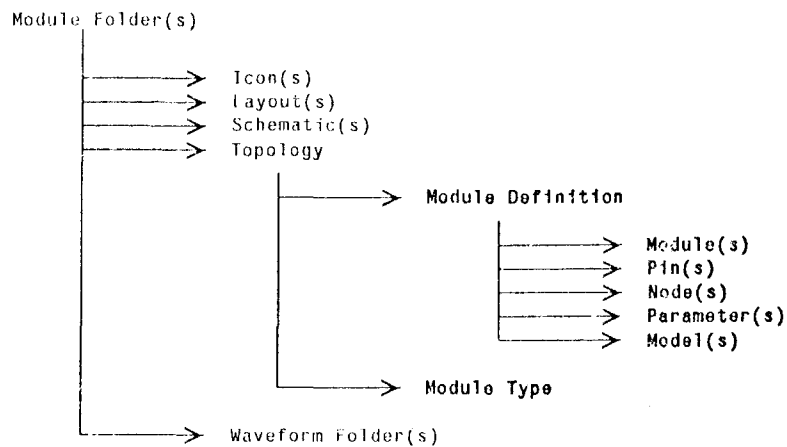 Module Folder(s)
Icon(s)
Layout(s)
Schematic(s)
Topology
Module Definition
Module(s)
Pin(s)
Node(s)
Parameter(s)
Model(s)
Module Type
Waveform Folder(s)